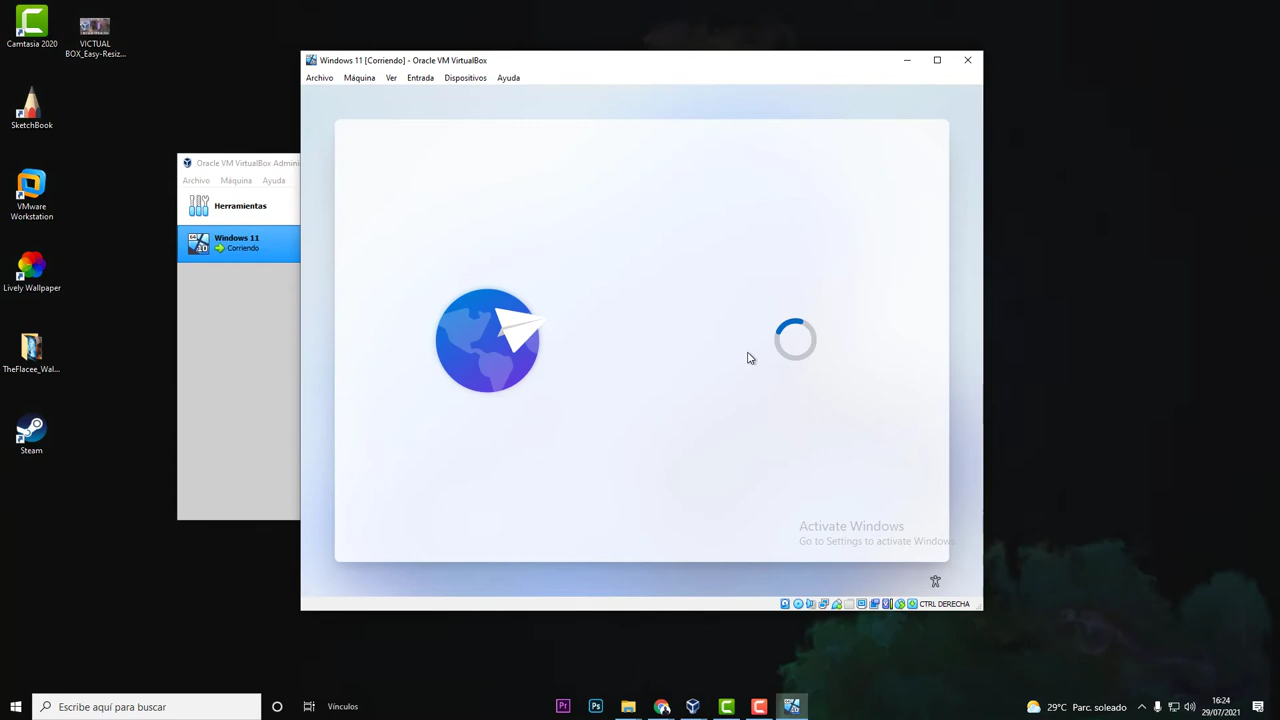 Camtasia 2020
VICTUAL
BOX_Easy-Resiz...
SketchBook
VMware
Workstation
Lively Wallpaper
TheFlacee_Wal...
Steam
Oracle VM VirtualBox Admini
Archivo Máquina Ayuda
Herramientas
Windows 11
Corriendo
Windows 11 [Corriendo] - Oracle VM VirtualBox
Archivo Máquina Ver Entrada Dispositivos Ayuda
Activate Windows
Go to Settings to activate Windows.
CTRL DERECHA
Escribe aquí para buscar
Vínculos
Pr
Ps
29°C Parc. soleado
16:24
29/07/2021